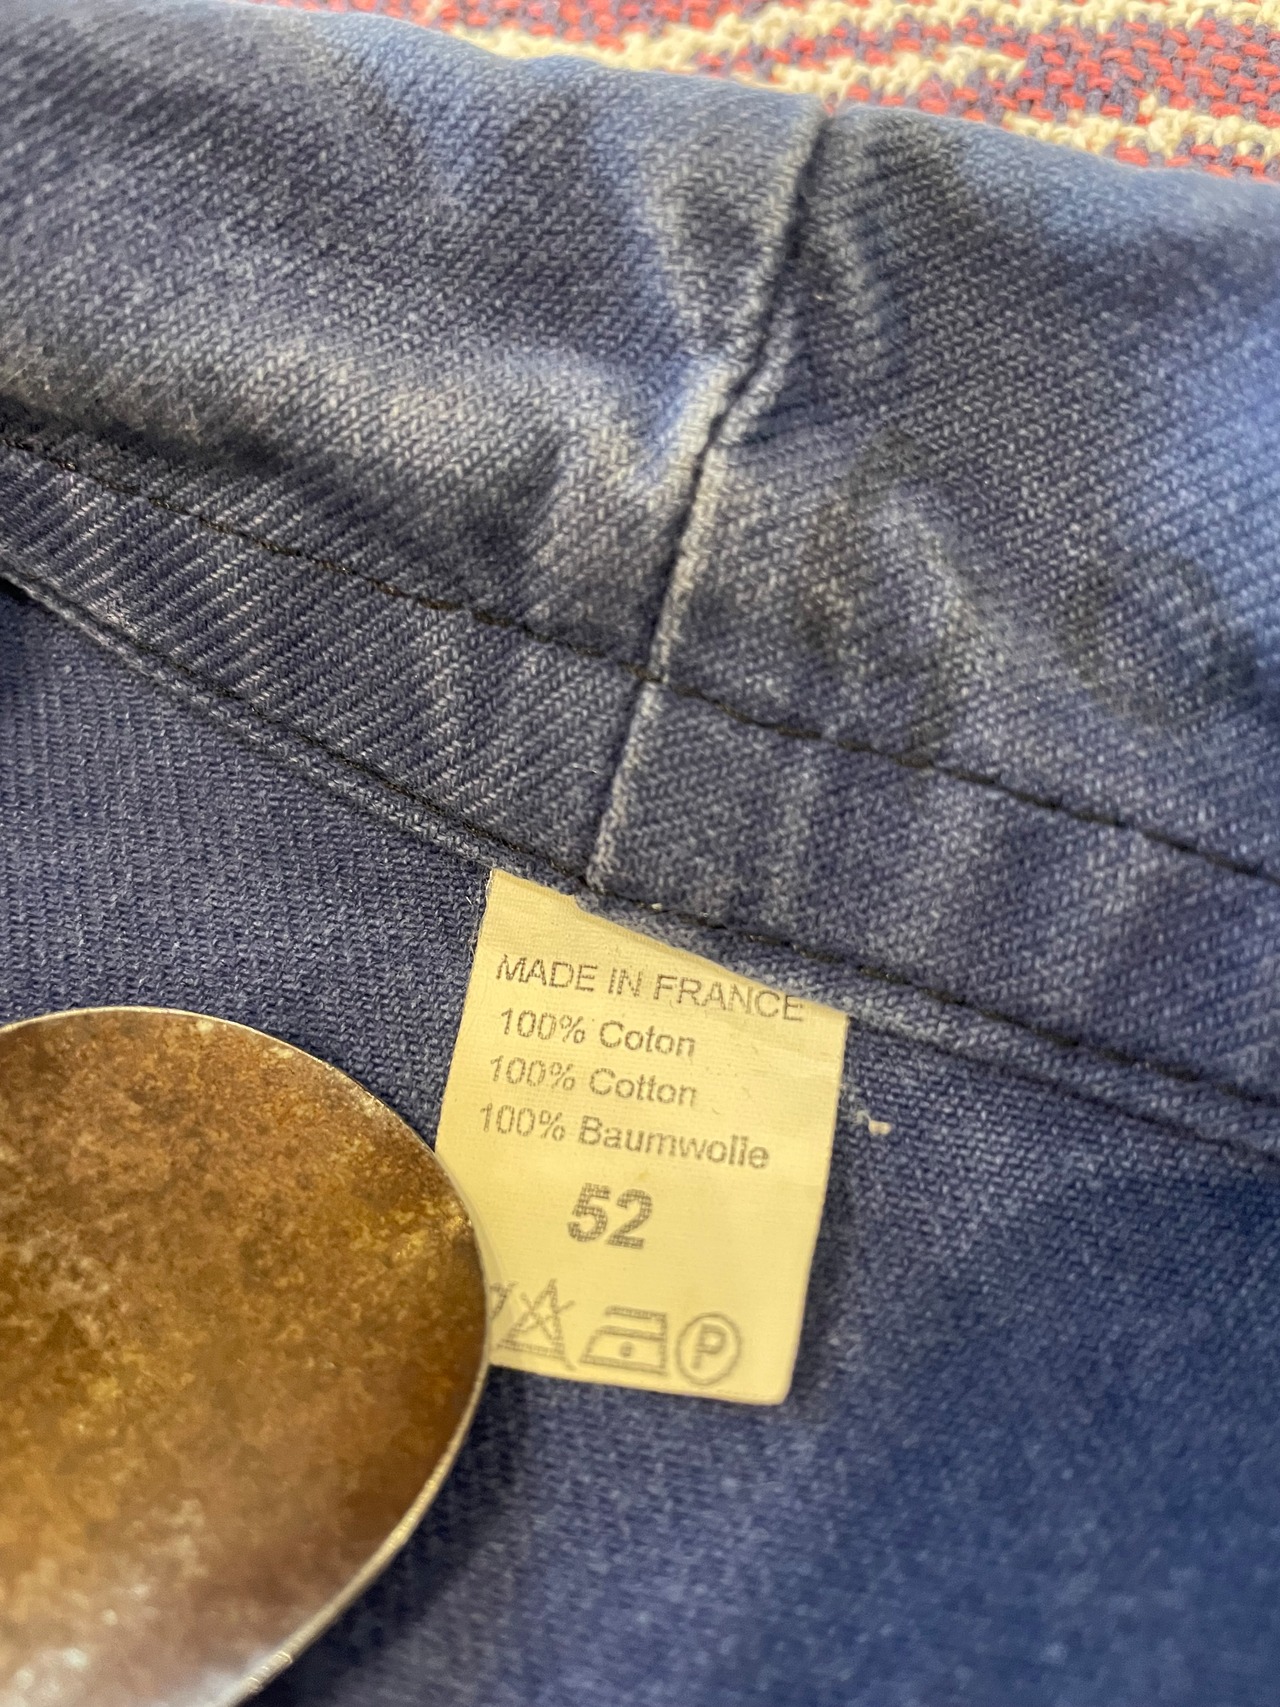 MADE IN FRANCE
100% Coton
100% Cotton
100% Baumwolle
52
P